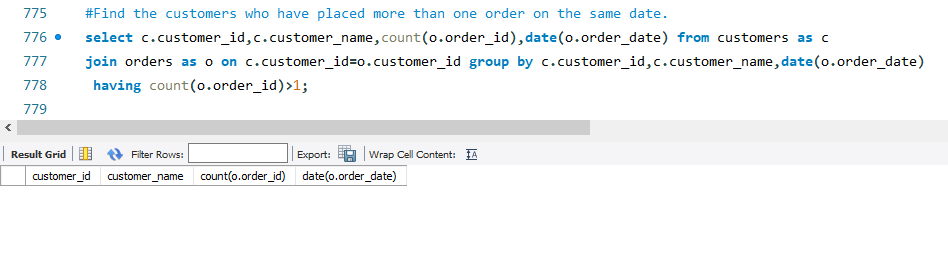 775 #Find the customers who have placed more than one order on the same date.
776 select c.customer_id,c.customer_name,count(o.order_id),date(o.order_date) from customers as c
777 join orders as o on c.customer_id=o.customer_id group by c.customer_id,c.customer_name,date(o.order_date)
778 having count(o.order_id)>1;
779
Result Grid Filter Rows: Export: Wrap Cell Content: IA
customer_id customer_name count(o.order_id) date(o.order_date)